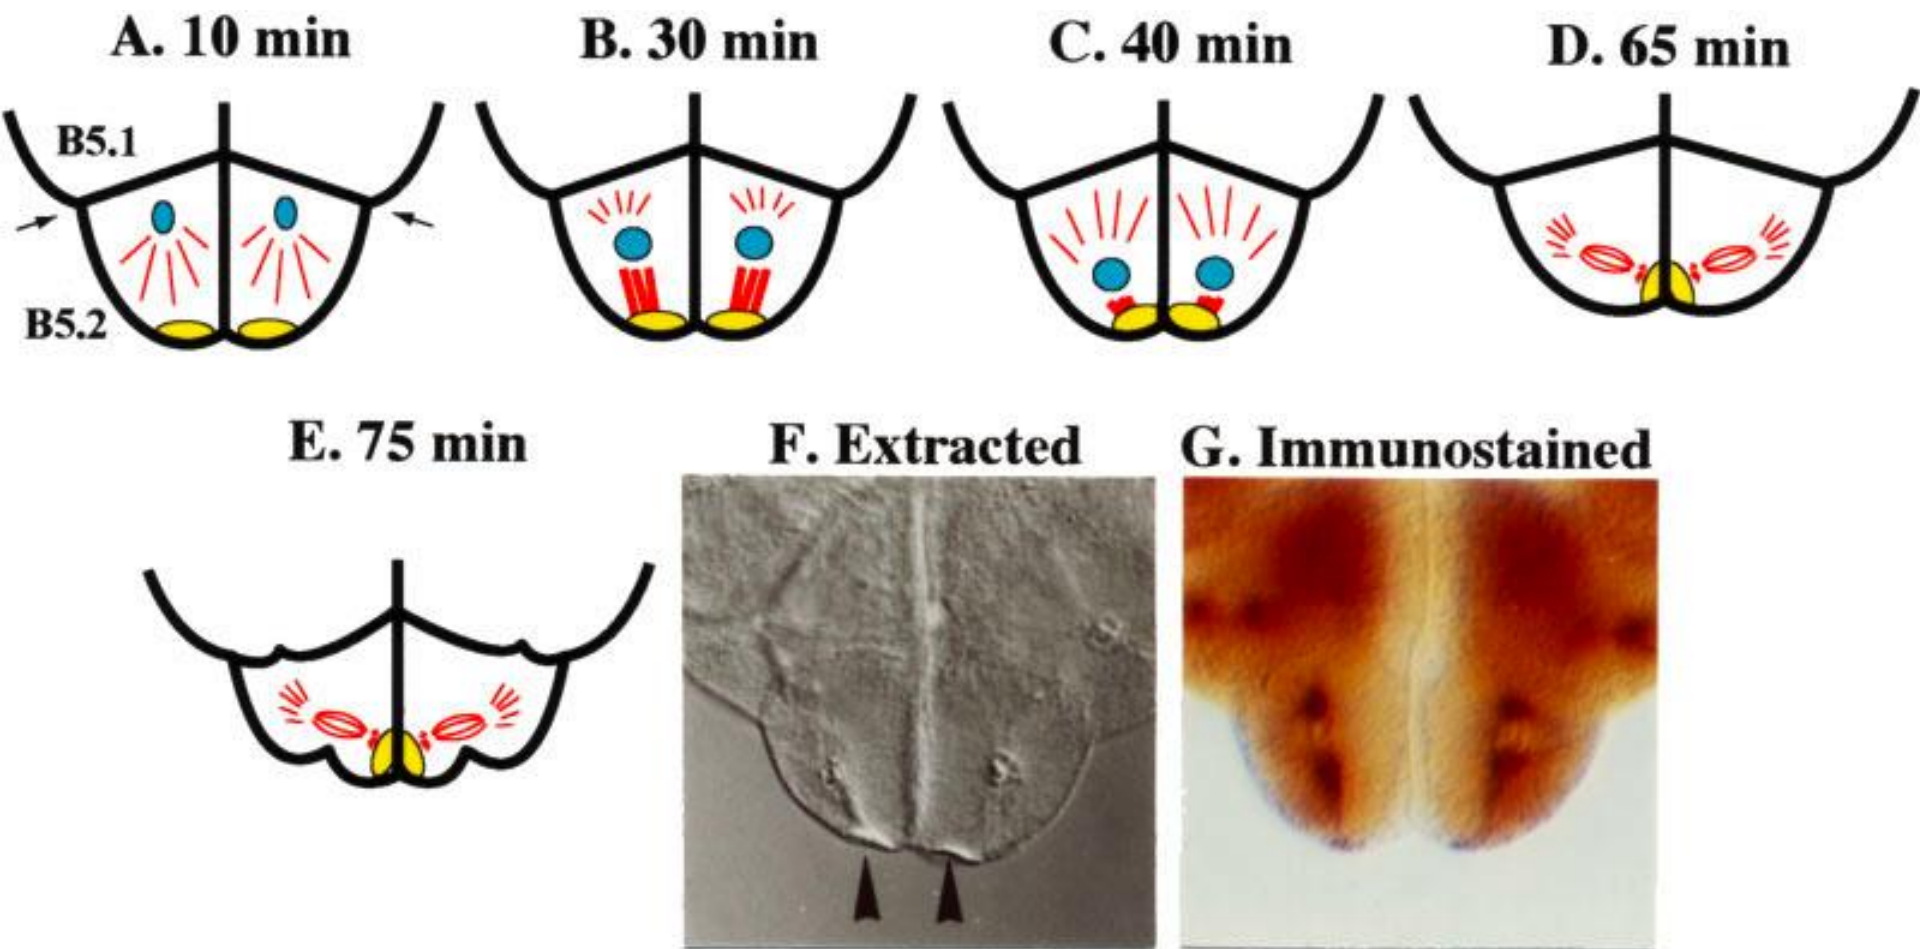 A. 10 min
B. 30 min
C. 40 min
D. 65 min
B5.1
B5.2
E. 75 min
F. Extracted
G. Immunostained